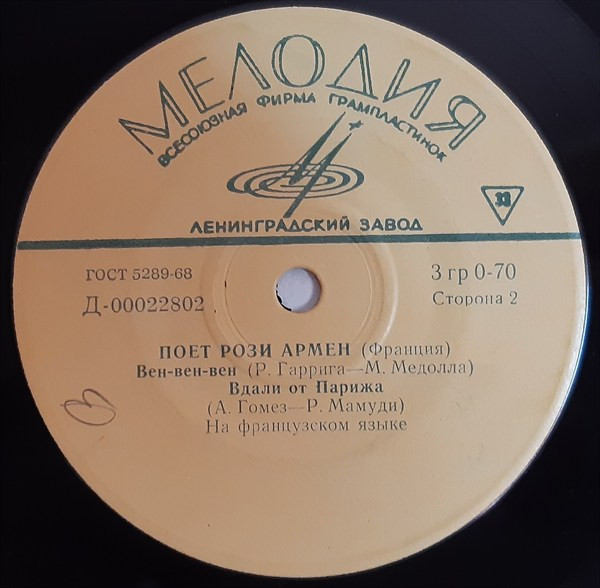 МЕЛОДИЯ
ВСЕСОЮЗНАЯ ФИРМА ГРАМПЛАСТИНОК
ЛЕНИНГРАДСКИЙ ЗАВОД
33
ГОСТ 5289-68
3 гр 0-70
Д-00022802
Сторона 2
ПОЕТ РОЗИ АРМЕН (Франция)
Вен-вен-вен (Р. Гаррига—М. Медолла)
Вдали от Парижа
(А. Гомез—Р. Мамуди)
На французском языке